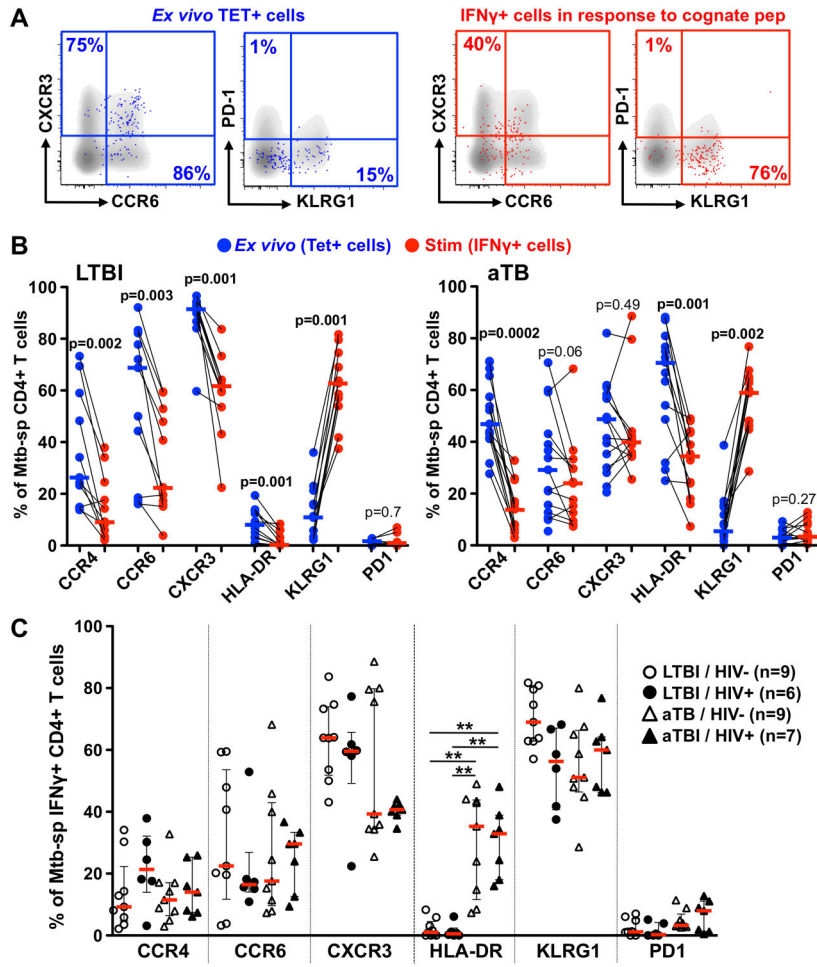 A
Ex vivo TET+ cells
IFNγ+ cells in response to cognate pep
75%
86%
CXCR3
CCR6
1%
15%
PD-1
KLRG1
40%
CXCR3
CCR6
1%
76%
PD-1
KLRG1
B
Ex vivo (Tet+ cells)
Stim (IFNγ+ cells)
LTBI
% of Mtb-sp CD4+ T cells
100
80
60
40
20
0
p=0.002
p=0.003
p=0.001
p=0.001
p=0.001
p=0.7
CCR4
CCR6
CXCR3
HLA-DR
KLRG1
PD1
aTB
% of Mtb-sp CD4+ T cells
100
80
60
40
20
0
p=0.0002
p=0.06
p=0.49
p=0.001
p=0.002
p=0.27
CCR4
CCR6
CXCR3
HLA-DR
KLRG1
PD1
C
% of Mtb-sp IFNγ+ CD4+ T cells
100
80
60
40
20
0
**
**
**
**
LTBI / HIV- (n=9)
LTBI / HIV+ (n=6)
aTB / HIV- (n=9)
aTBI / HIV+ (n=7)
CCR4
CCR6
CXCR3
HLA-DR
KLRG1
PD1